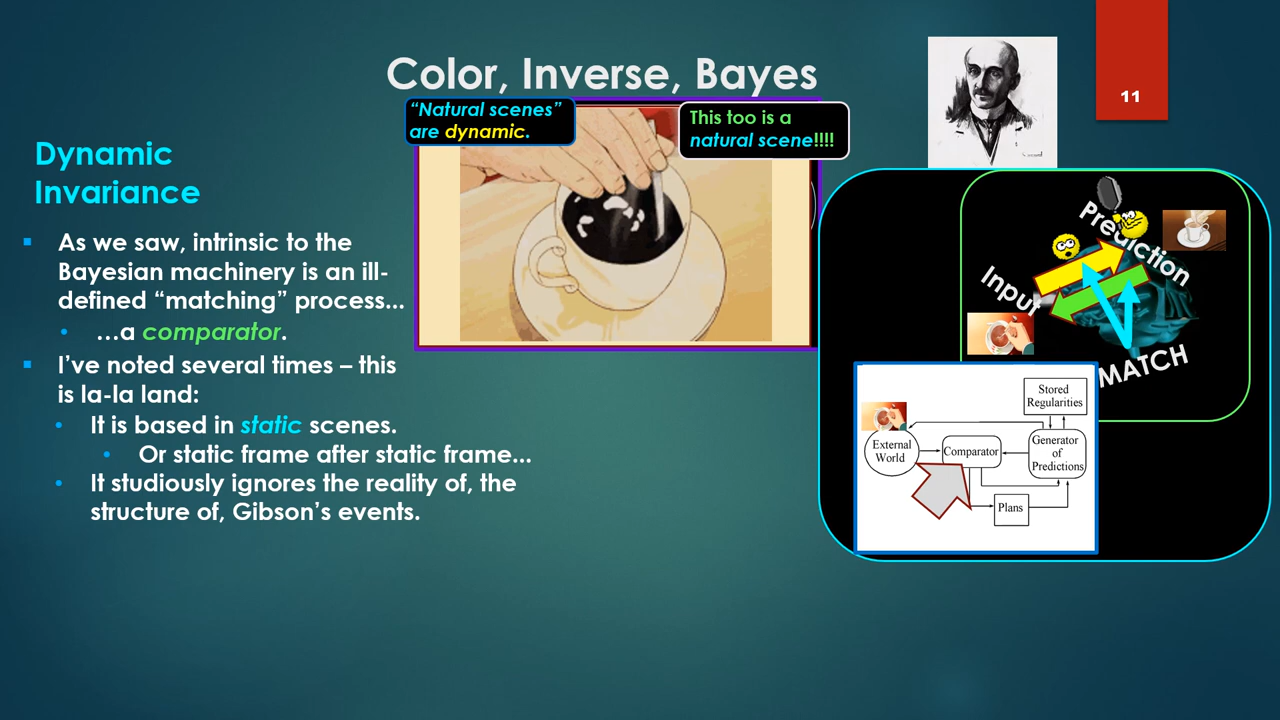 Color, Inverse, Bayes
11
“Natural scenes”
are dynamic.
This too is a
natural scene!!!!
Dynamic
Invariance
As we saw, intrinsic to the
Bayesian machinery is an ill-
defined “matching” process...
…a comparator.
I’ve noted several times – this
is la-la land:
It is based in static scenes.
Or static frame after static frame...
It studiously ignores the reality of, the
structure of, Gibson’s events.
Prediction
Input
MATCH
Stored
Regularities
External
World
Comparator
Generator
of
Predictions
Plans